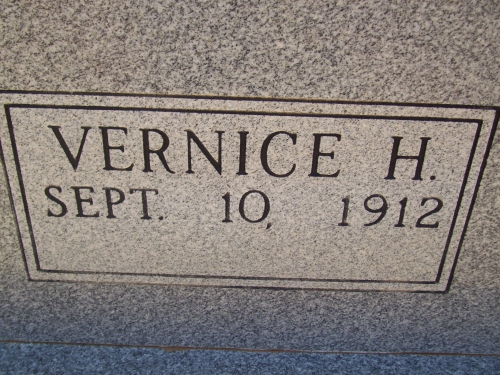 VERNICE H.
SEPT. 10, 1912